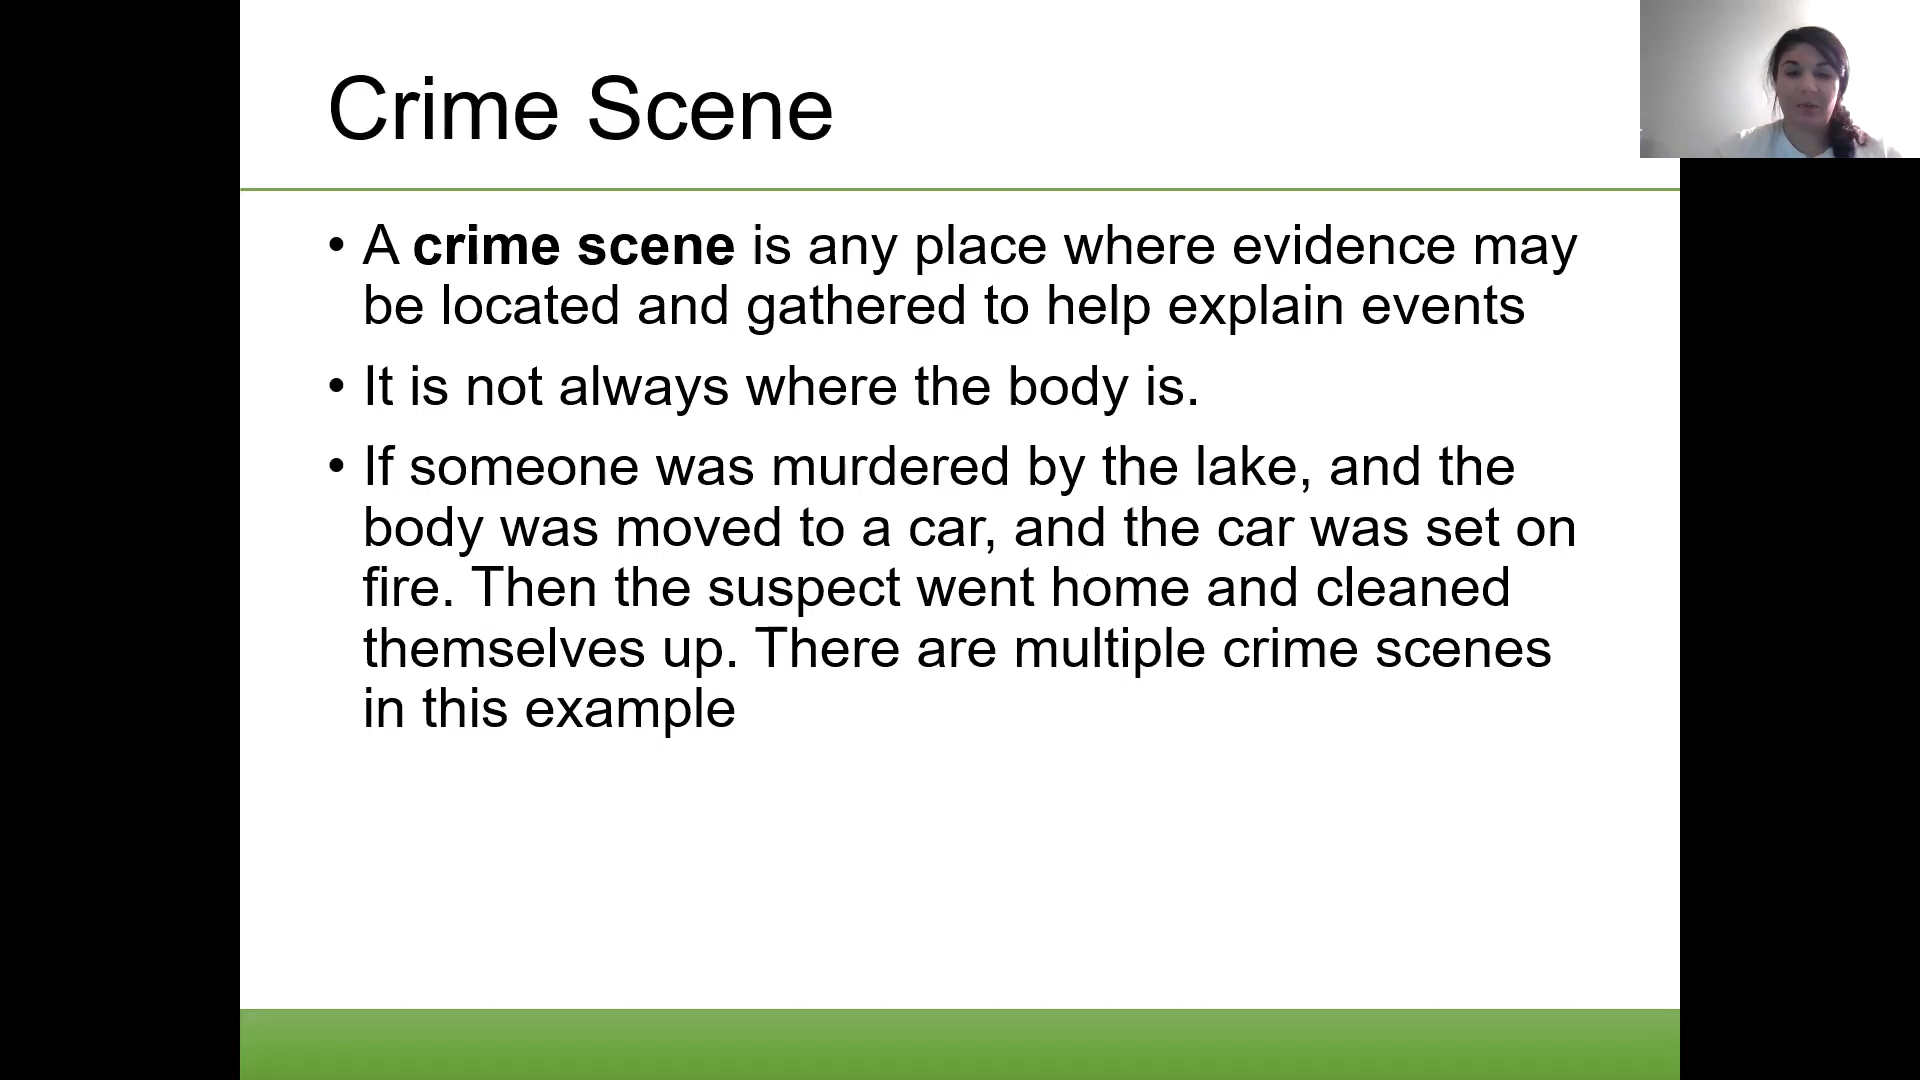 Crime Scene
• A crime scene is any place where evidence may
be located and gathered to help explain events
• It is not always where the body is.
• If someone was murdered by the lake, and the
body was moved to a car, and the car was set on
fire. Then the suspect went home and cleaned
themselves up. There are multiple crime scenes
in this example